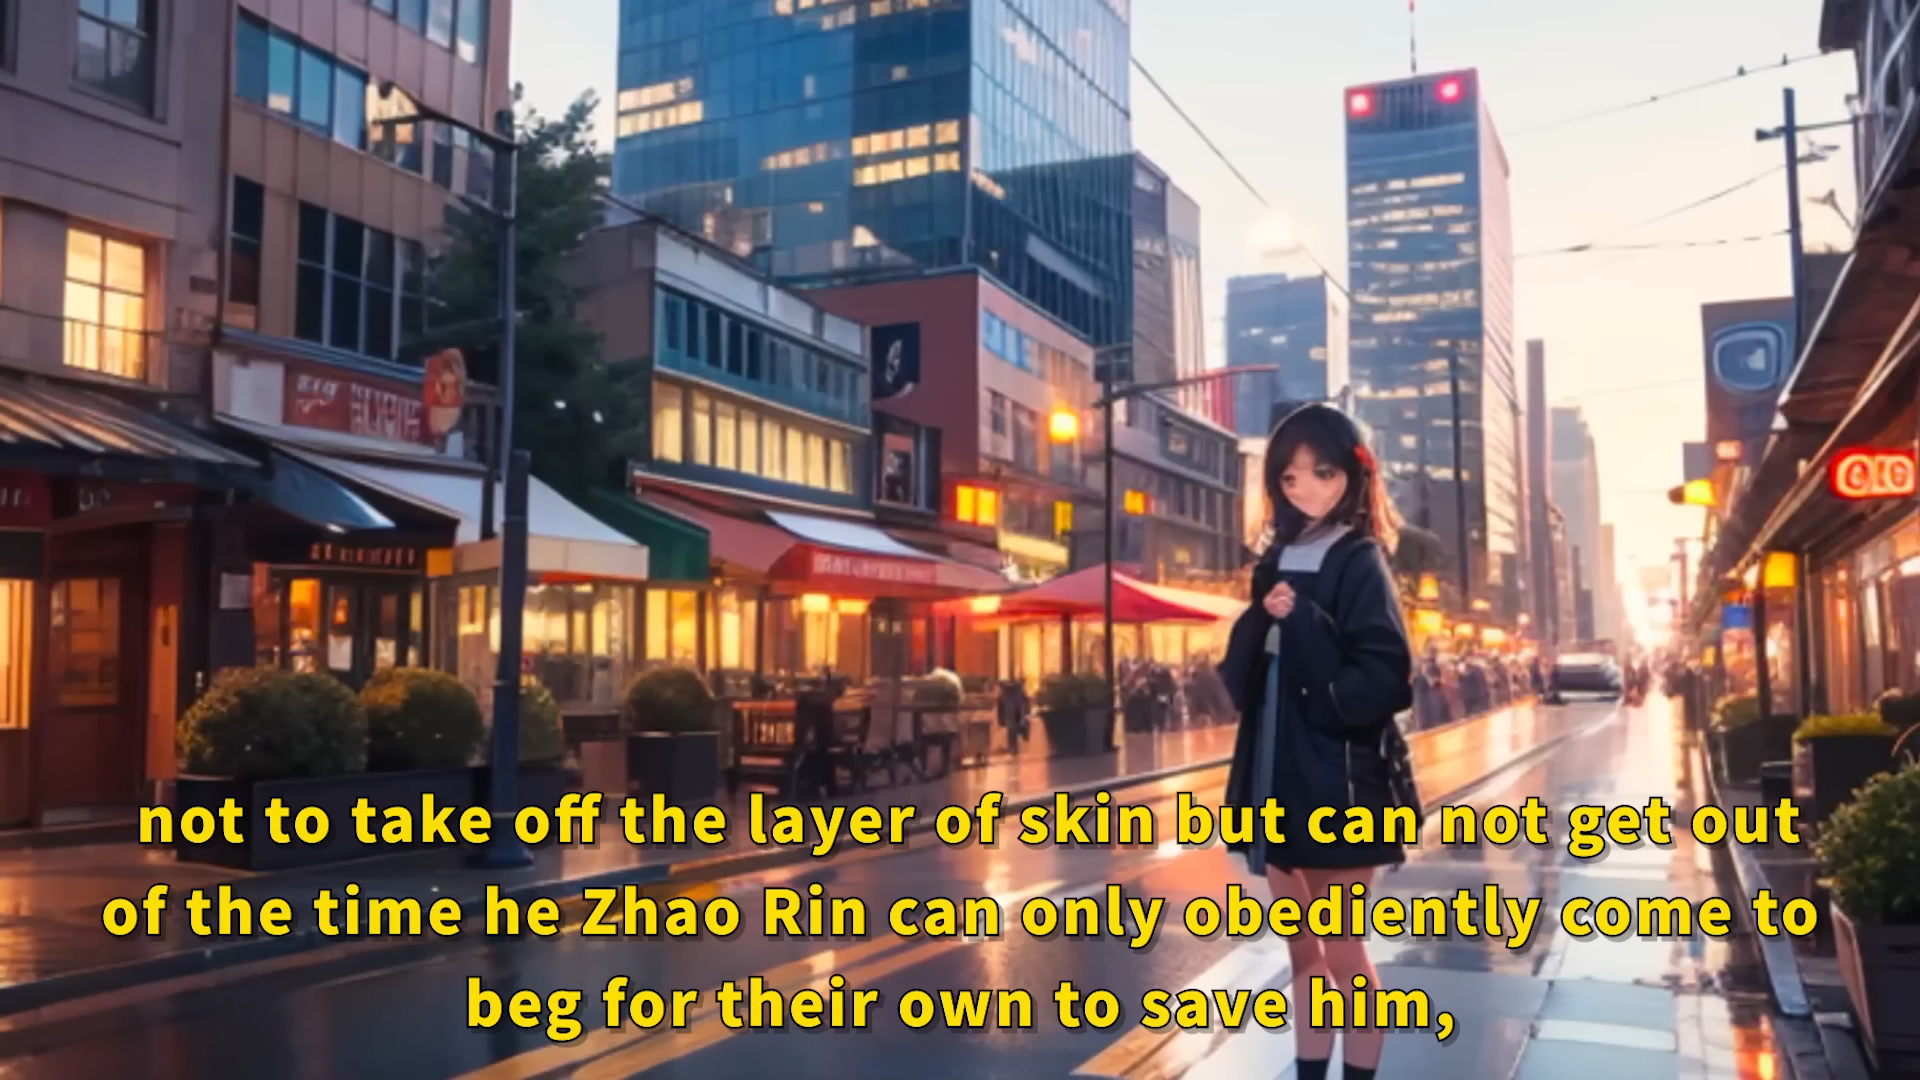 not to take off the layer of skin but can not get out
of the time he Zhao Rin can only obediently come to
beg for their own to save him,